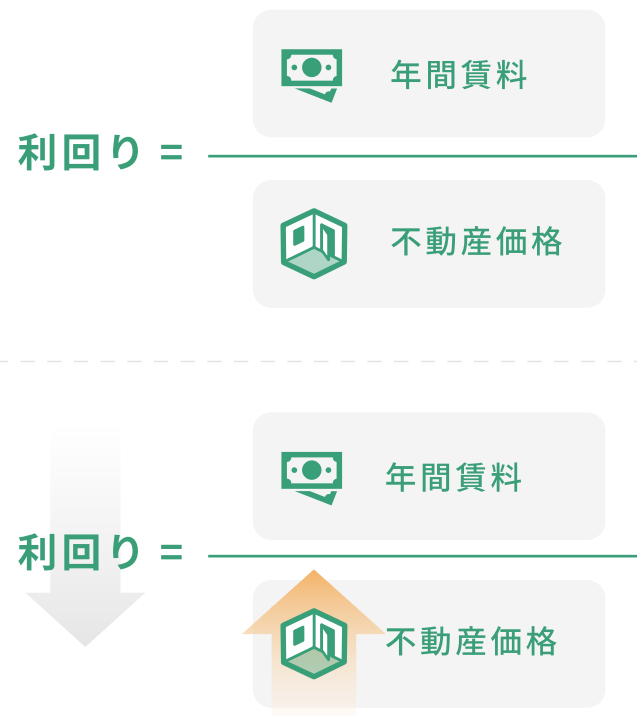 年間賃料
利回り =
不動産価格
年間賃料
利回り =
不動産価格